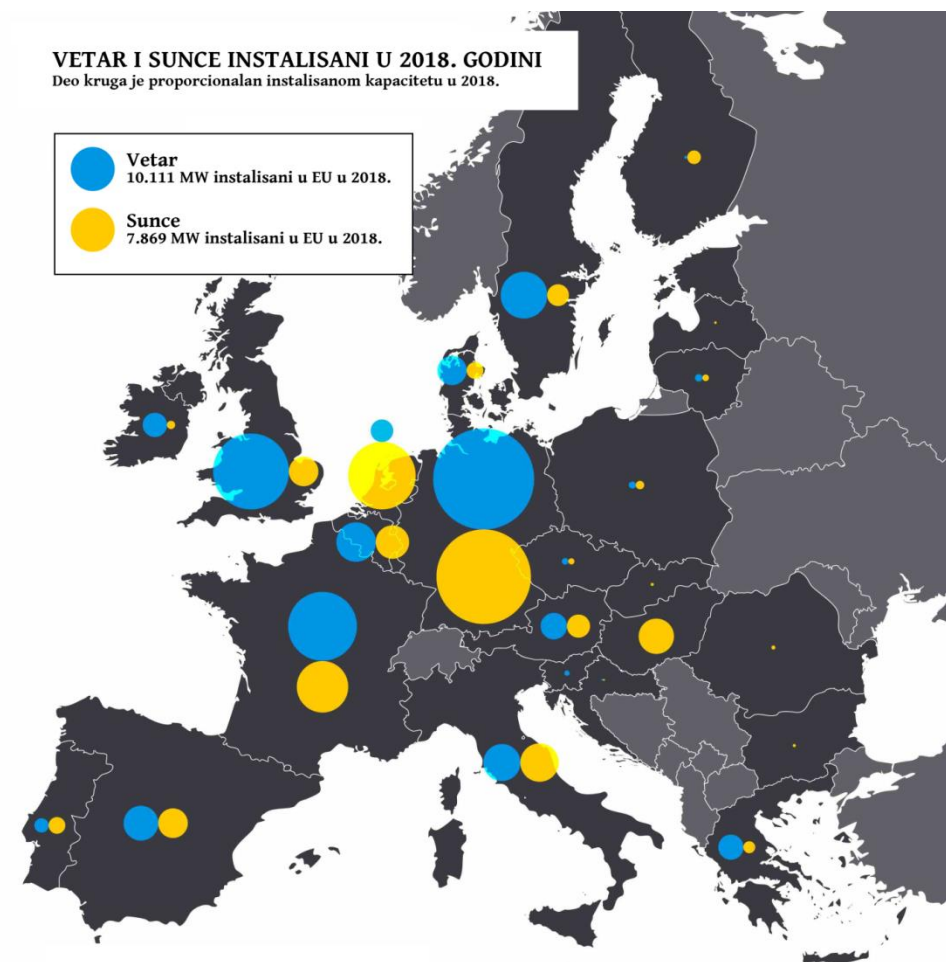 VETAR I SUNCE INSTALISANI U 2018. GODINI
Deo kruga je proporcionalan instalisanom kapacitetu u 2018.
Vetar
10.111 MW instalisani u EU u 2018.
Sunce
7.869 MW instalisani u EU u 2018.